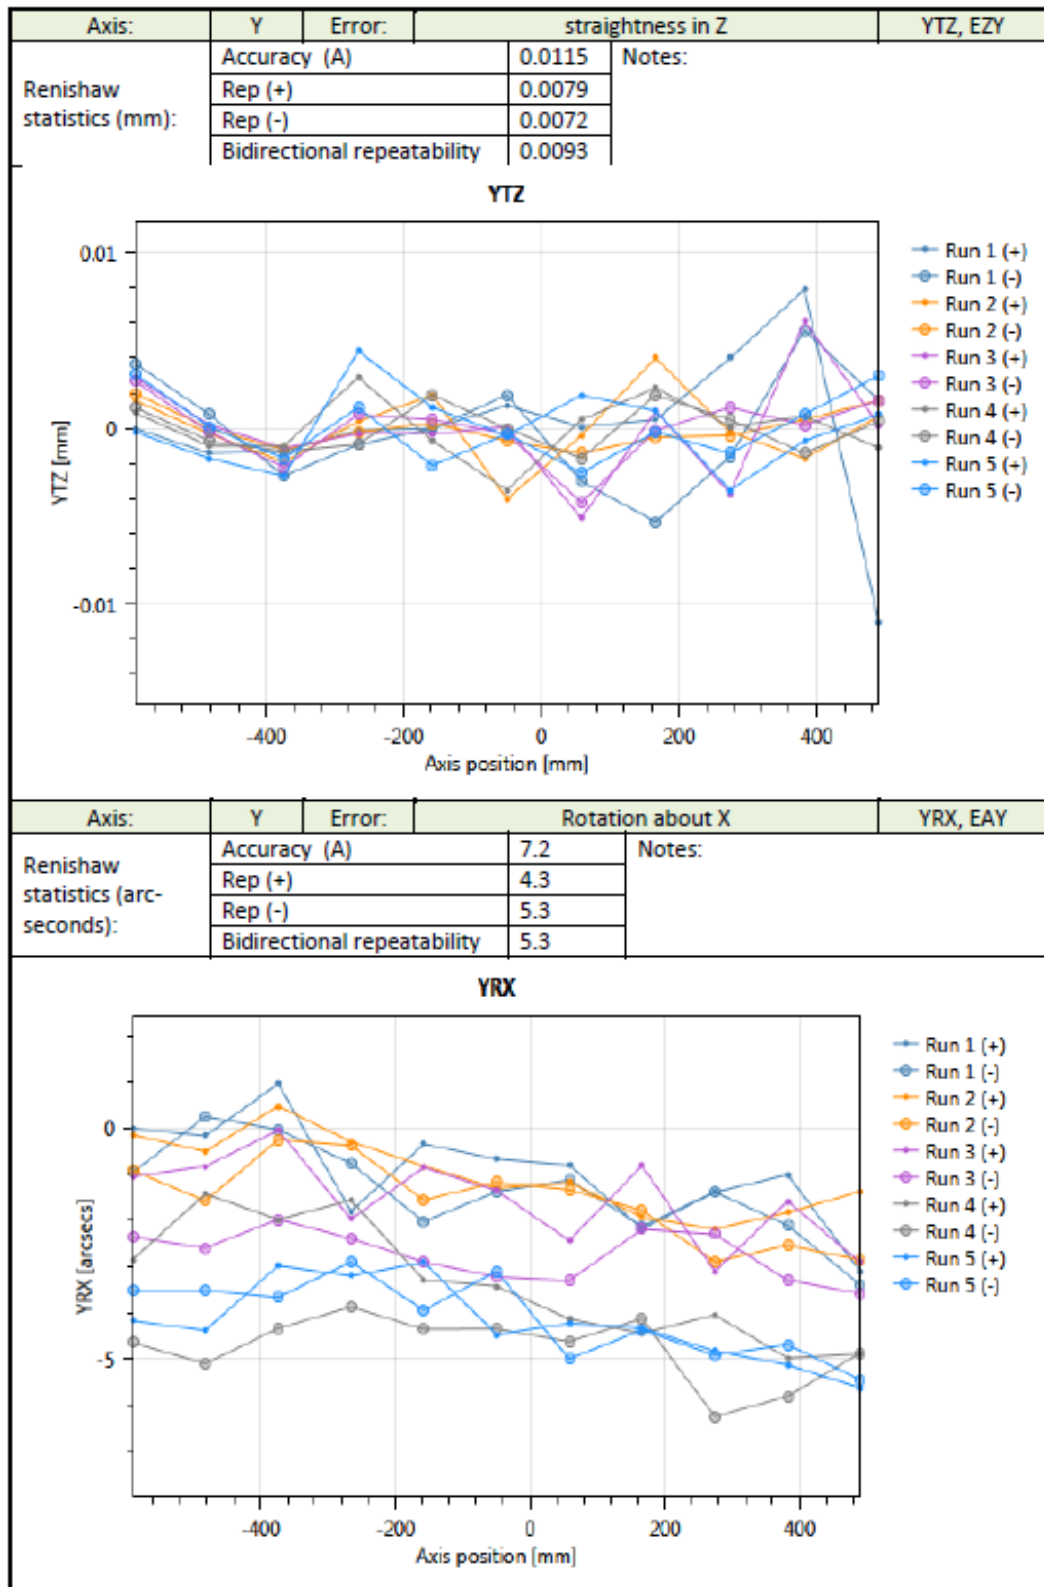 Axis: Y Error: straightness in Z YTZ, EZY
Renishaw statistics (mm): Accuracy (A) 0.0115 Notes:
Rep (+) 0.0079
Rep (-) 0.0072
Bidirectional repeatability 0.0093
YTZ
0.01
0
-0.01
YTZ [mm]
-400 -200 0 200 400
Axis position [mm]
Run 1 (+)
Run 1 (-)
Run 2 (+)
Run 2 (-)
Run 3 (+)
Run 3 (-)
Run 4 (+)
Run 4 (-)
Run 5 (+)
Run 5 (-)
Axis: Y Error: Rotation about X YRX, EAY
Renishaw statistics (arc-seconds): Accuracy (A) 7.2 Notes:
Rep (+) 4.3
Rep (-) 5.3
Bidirectional repeatability 5.3
YRX
0
-5
YRX [arcsecs]
-400 -200 0 200 400
Axis position [mm]
Run 1 (+)
Run 1 (-)
Run 2 (+)
Run 2 (-)
Run 3 (+)
Run 3 (-)
Run 4 (+)
Run 4 (-)
Run 5 (+)
Run 5 (-)